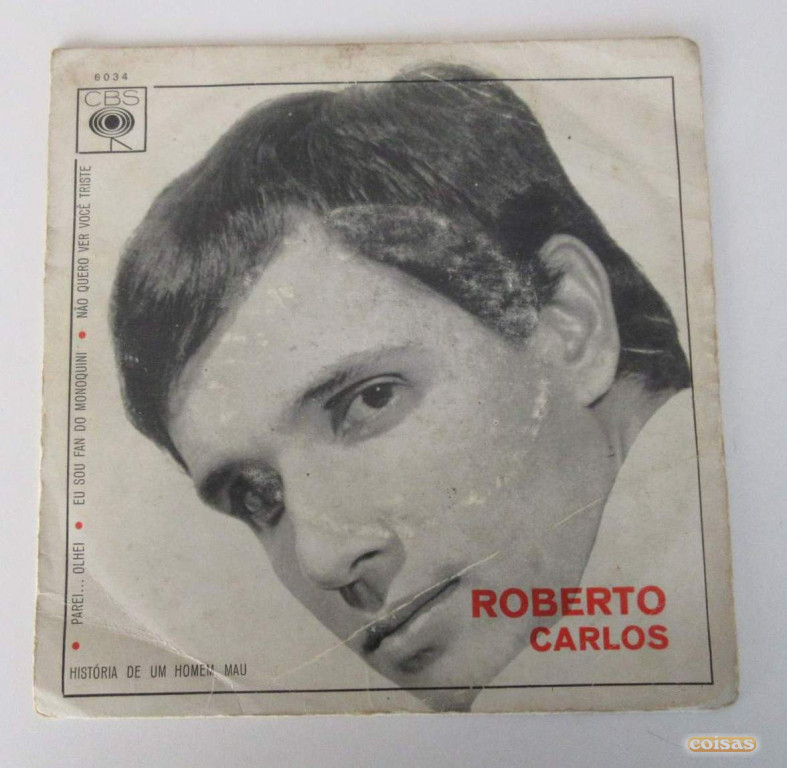 6034
CBS
HISTÓRIA DE UM HOMEM MAU
• PAREI... OLHEI • EU SOU FAN DO MONOQUINI • NÃO QUERO VER VOCÊ TRISTE
ROBERTO
CARLOS
coisas